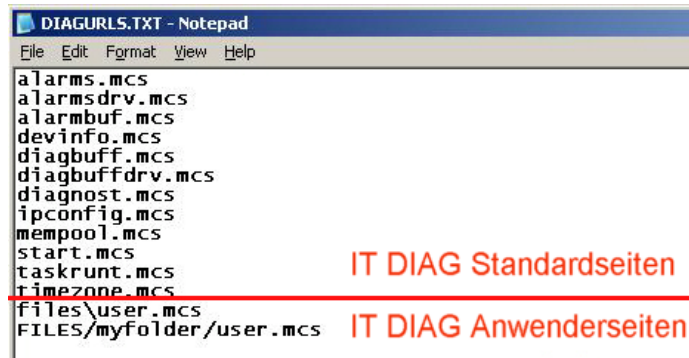 DIAGURLS.TXT - Notepad
File Edit Format View Help
alarms.mcs
alarmsdrv.mcs
alarmbuf.mcs
devinfo.mcs
diagbuff.mcs
diagbuffdrv.mcs
diagnost.mcs
ipconfig.mcs
mempool.mcs
start.mcs
taskrunt.mcs
timezone.mcs
IT DIAG Standardseiten
files\user.mcs
FILES/myfolder/user.mcs
IT DIAG Anwenderseiten